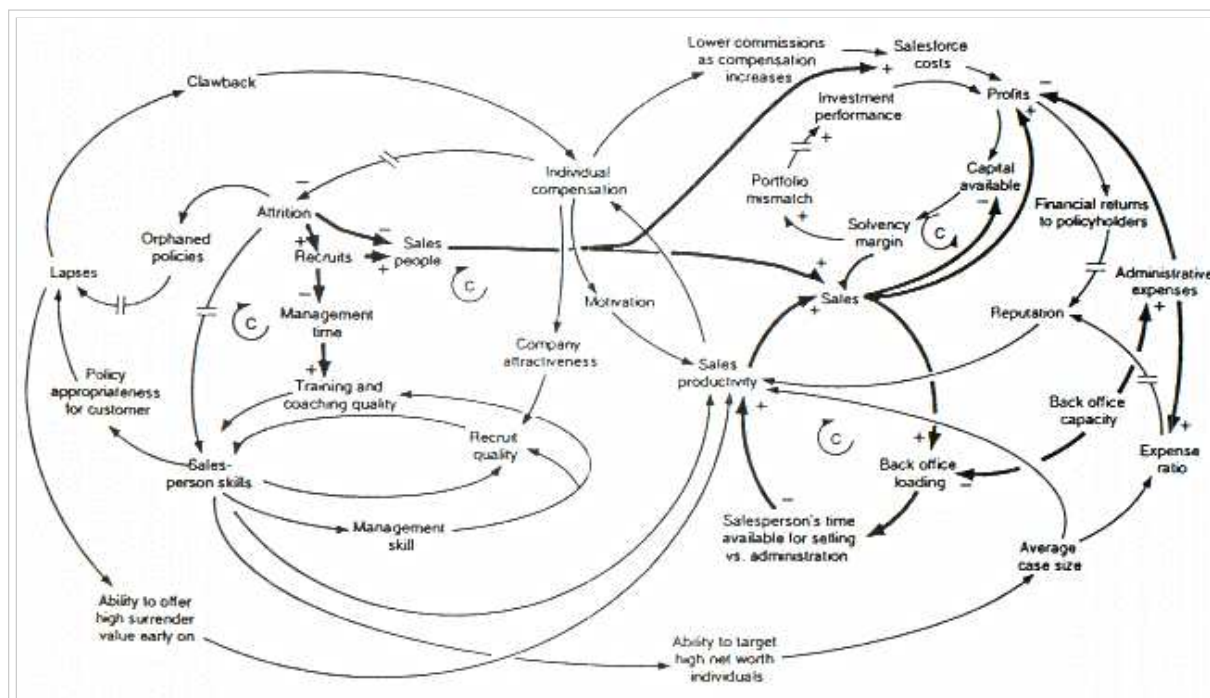 Lower commissions
as compensation
increases
Salesforce
costs
+
Clawback
Investment
performance
+
Profits
−
+
Individual
compensation
Portfolio
mismatch
+
Capital
available
−
−
Attrition
Solvency
margin
C
Financial returns
to policyholders
Orphaned
policies
+
Recruits
−
+
Sales
people
C
Lapses
+
Sales
+
Administrative
expenses
+
−
Management
time
C
Motivation
Reputation
+
Company
attractiveness
Sales
productivity
+
Policy
appropriateness
for customer
Training and
coaching quality
Back office
capacity
Recruit
quality
C
+
+
Expense
ratio
Sales-
person skills
Back office
loading
−
−
Management
skill
Salesperson's time
available for selling
vs. administration
Average
case size
Ability to offer
high surrender
value early on
Ability to target
high net worth
individuals